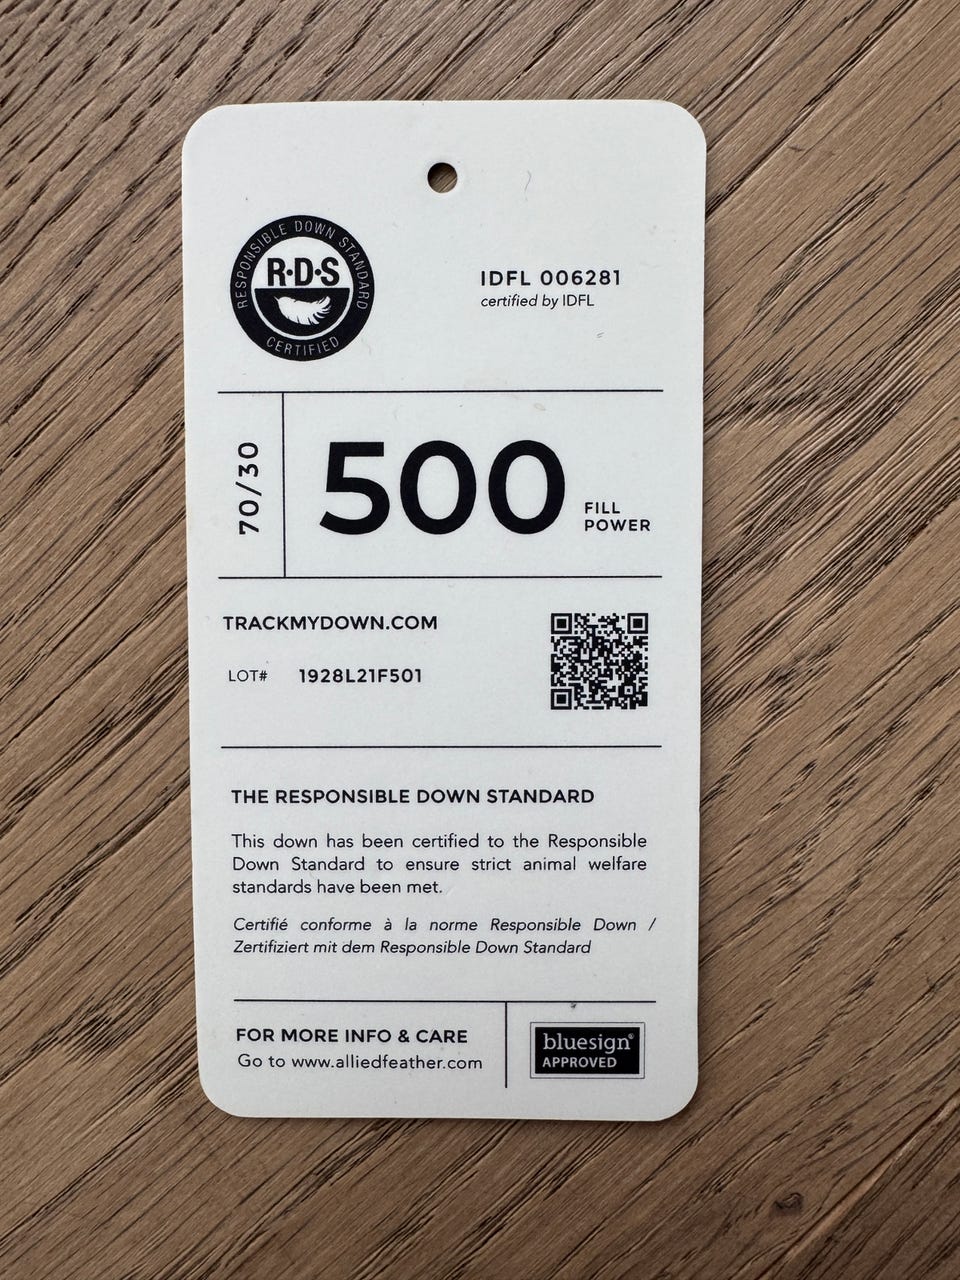 RESPONSIBLE DOWN STANDARD
R·D·S
CERTIFIED
IDFL 006281
certified by IDFL
70/30
500
FILL
POWER
TRACKMYDOWN.COM
LOT# 1928L21F501
THE RESPONSIBLE DOWN STANDARD
This down has been certified to the Responsible
Down Standard to ensure strict animal welfare
standards have been met.
Certifié conforme à la norme Responsible Down /
Zertifiziert mit dem Responsible Down Standard
FOR MORE INFO & CARE
Go to www.alliedfeather.com
bluesign®
APPROVED